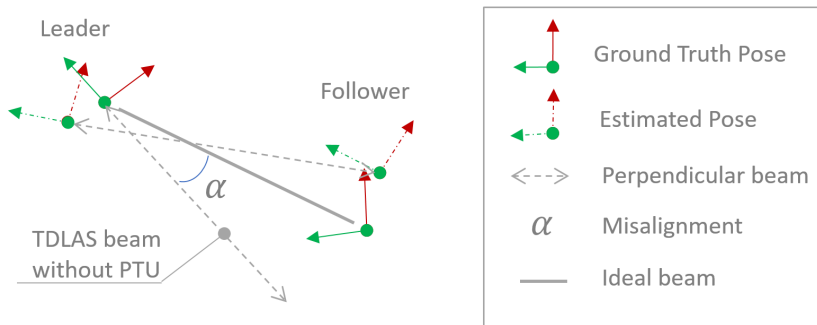 Leader
Follower
α
TDLAS beam
without PTU
Ground Truth Pose
Estimated Pose
Perpendicular beam
α Misalignment
Ideal beam